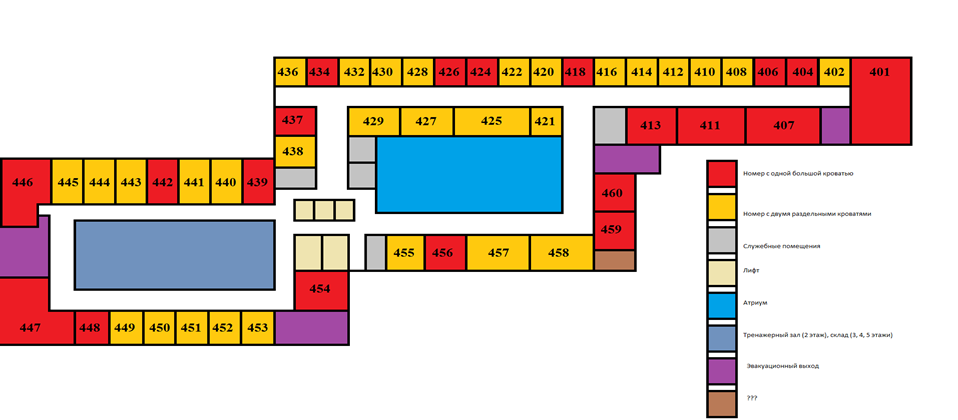 436 434 432 430 428 426 424 422 420 418 416 414 412 410 408 406 404 402 401
437 429 427 425 421 413 411 407
438
446 445 444 443 442 441 440 439 460
459
455 456 457 458
454
447 448 449 450 451 452 453
Номер с одной большой кроватью
Номер с двумя раздельными кроватями
Служебные помещения
Лифт
Атриум
Тренажерный зал (2 этаж), склад (3, 4, 5 этажи)
Эвакуационный выход
???